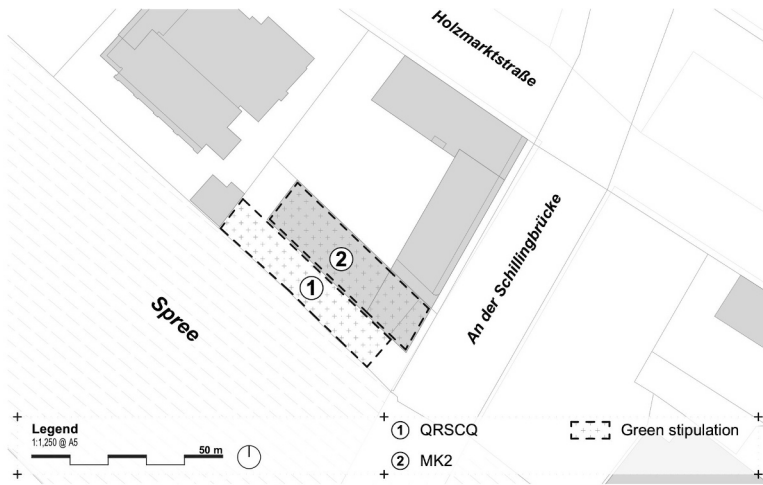 Holzmarktstraße
An der Schillingbrücke
Spree
2
1
Legend
1:1,250 @ A5
50 m
1 QRSCQ
2 MK2
Green stipulation